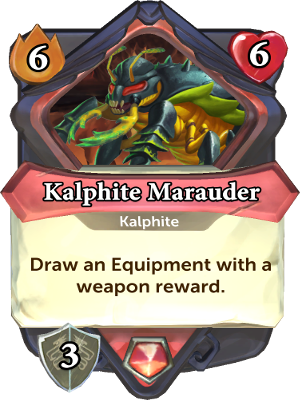 6 6
Kalphite Marauder
Kalphite
Draw an Equipment with a
weapon reward.
3